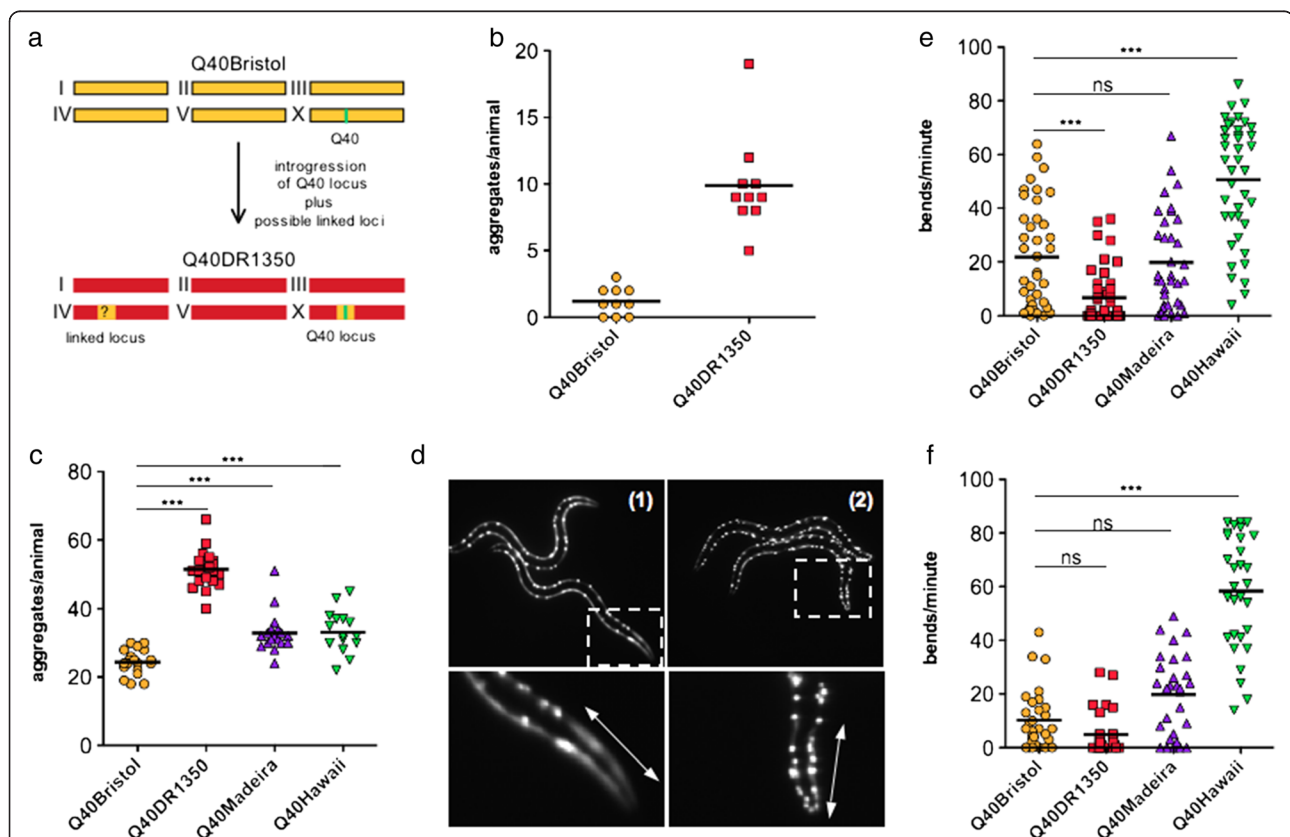 a
Q40Bristol
I II III
IV V X
Q40
introgression
of Q40 locus
plus
possible linked loci
Q40DR1350
I II III
IV ? V X
linked locus Q40 locus
b
aggregates/animal
20
15
10
5
0
Q40Bristol
Q40DR1350
c
aggregates/animal
80
60
40
20
0
***
***
***
Q40Bristol
Q40DR1350
Q40Madeira
Q40Hawaii
d
(1)
(2)
e
bends/minute
100
80
60
40
20
0
***
ns
***
Q40Bristol
Q40DR1350
Q40Madeira
Q40Hawaii
f
bends/minute
100
80
60
40
20
0
***
ns
ns
Q40Bristol
Q40DR1350
Q40Madeira
Q40Hawaii